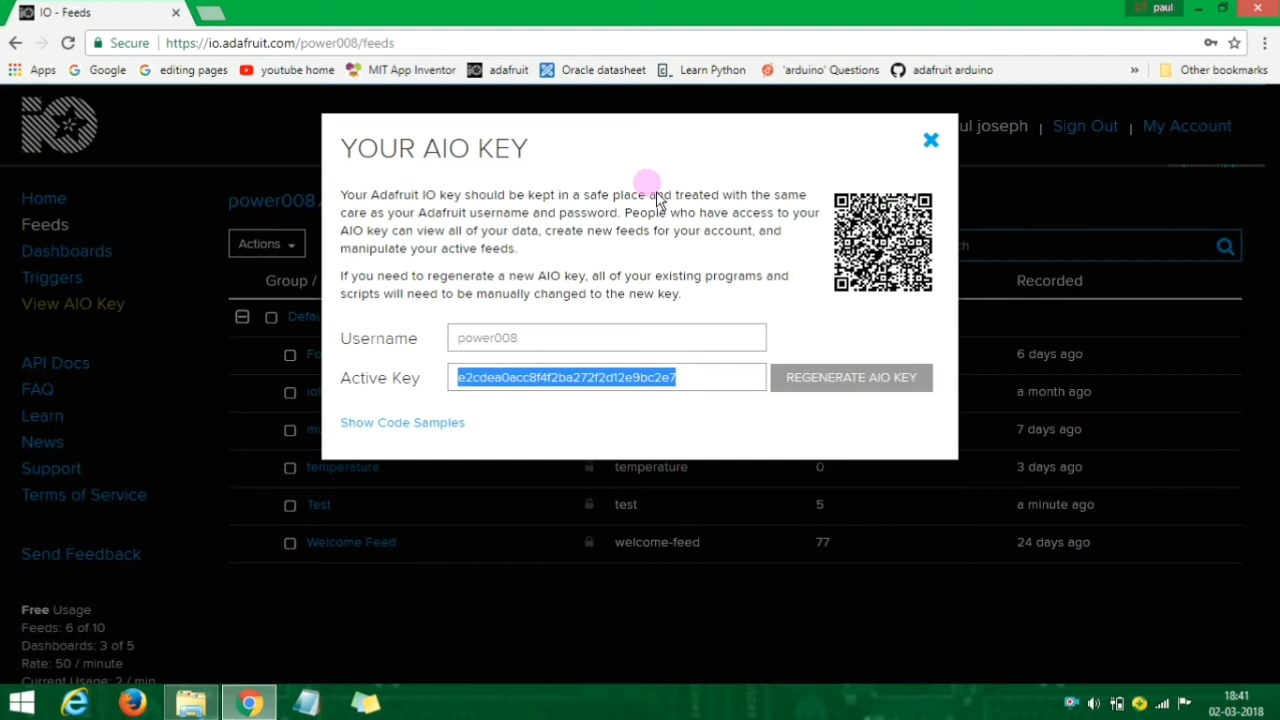 IO - Feeds
paul
Secure
https://io.adafruit.com/power008/feeds
Apps
Google
editing pages
youtube home
MIT App Inventor
adafruit
Oracle datasheet
Learn Python
'arduino' Questions
adafruit arduino
»
Other bookmarks
ul joseph | Sign Out | My Account
Home
Feeds
Dashboards
Triggers
View AIO Key
API Docs
FAQ
Learn
News
Support
Terms of Service
Send Feedback
Free Usage
Feeds: 6 of 10
Dashboards: 3 of 5
Rate: 50 / minute
Current Usage: 2 / min
power008
Actions
Group /
Recorded
Defau
6 days ago
a month ago
7 days ago
temperature temperature 0 3 days ago
Test test 5 a minute ago
Welcome Feed welcome-feed 77 24 days ago
YOUR AIO KEY
Your Adafruit IO key should be kept in a safe place and treated with the same
care as your Adafruit username and password. People who have access to your
AIO key can view all of your data, create new feeds for your account, and
manipulate your active feeds.
If you need to regenerate a new AIO key, all of your existing programs and
scripts will need to be manually changed to the new key.
Username power008
Active Key e2cdea0acc8f4f2ba272f2d12e9bc2e7 REGENERATE AIO KEY
Show Code Samples
18:41
02-03-2018